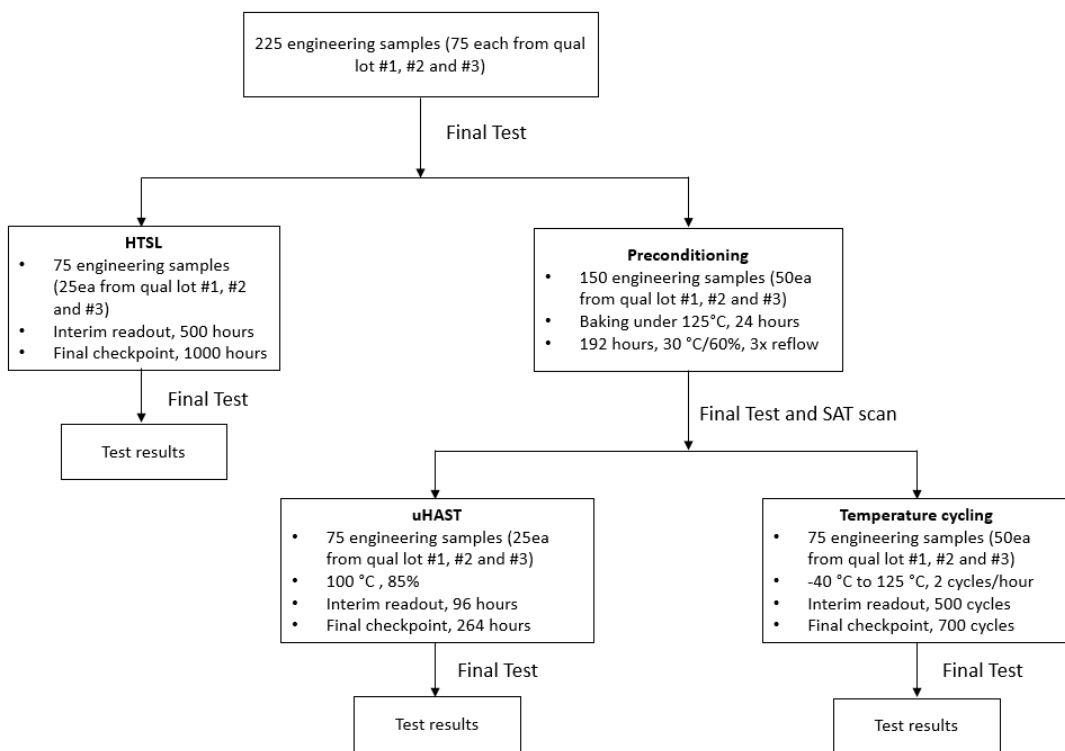 225 engineering samples (75 each from qual
lot #1, #2 and #3)
Final Test
HTSL
• 75 engineering samples
(25ea from qual lot #1, #2
and #3)
• Interim readout, 500 hours
• Final checkpoint, 1000 hours
Preconditioning
• 150 engineering samples (50ea
from qual lot #1, #2 and #3)
• Baking under 125°C, 24 hours
• 192 hours, 30 °C/60%, 3x reflow
Final Test
Test results
Final Test and SAT scan
uHAST
• 75 engineering samples (25ea
from qual lot #1, #2 and #3)
• 100 °C , 85%
• Interim readout, 96 hours
• Final checkpoint, 264 hours
Temperature cycling
• 75 engineering samples (50ea
from qual lot #1, #2 and #3)
• -40 °C to 125 °C, 2 cycles/hour
• Interim readout, 500 cycles
• Final checkpoint, 700 cycles
Final Test
Final Test
Test results
Test results